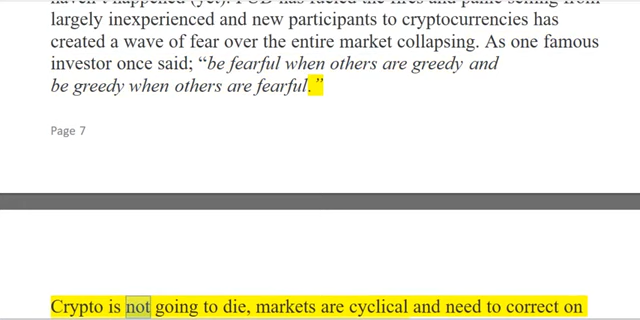 largely inexperienced and new participants to cryptocurrencies has
created a wave of fear over the entire market collapsing. As one famous
investor once said; “be fearful when others are greedy and
be greedy when others are fearful.”
Page 7
Crypto is not going to die, markets are cyclical and need to correct on